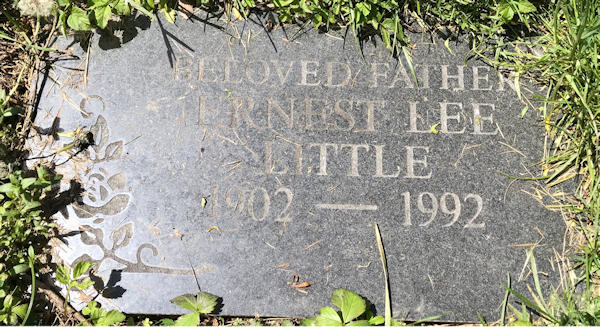 BELOVED FATHER
ERNEST LEE
LITTLE
1902 — 1992